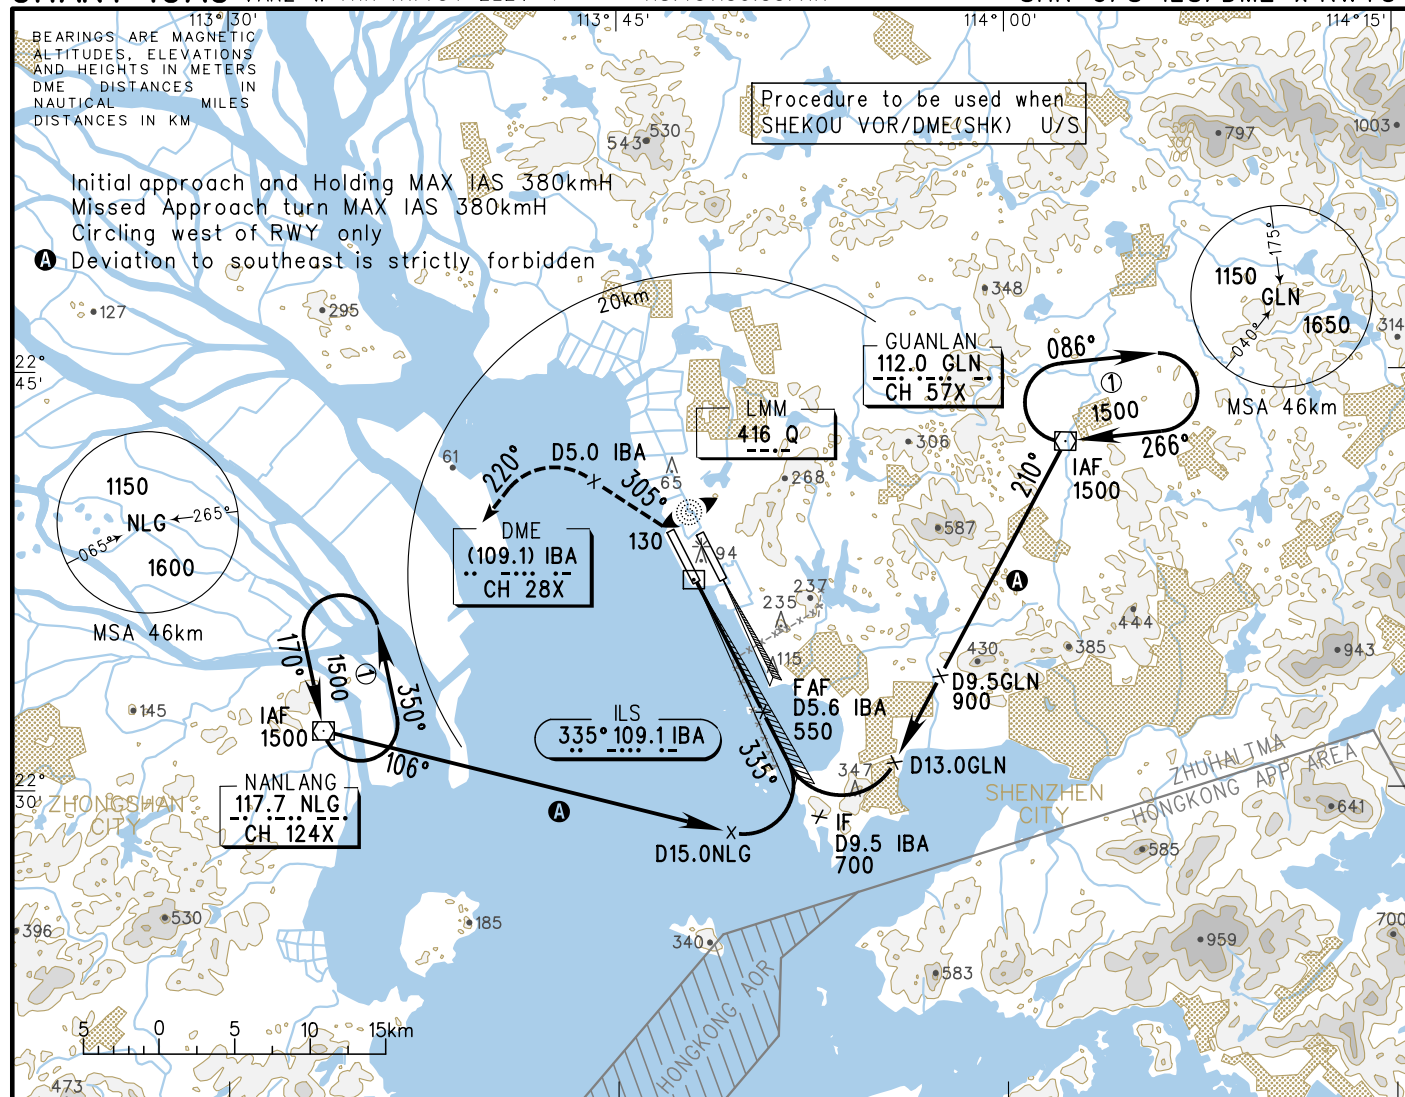 113°30'
113°45'
114°00'
114°15'
BEARINGS ARE MAGNETIC
ALTITUDES, ELEVATIONS
AND HEIGHTS IN METERS
DME DISTANCES IN
NAUTICAL MILES
DISTANCES IN KM
Procedure to be used when
SHEKOU VOR/DME(SHK) U/S
Initial approach and Holding MAX IAS 380kmH
Missed Approach turn MAX IAS 380kmH
Circling west of RWY only
A Deviation to southeast is strictly forbidden
543
530
797
1003
500
300
100
127
295
20km
348
314
175°
1150
GLN
1650
040°
MSA 46km
22°
45'
GUANLAN
112.0 GLN
CH 57X
086°
1
1500
266°
IAF
1500
210°
LMM
416 Q
306
268
61
D5.0 IBA
220°
305°
65
130
94
DME
(109.1) IBA
CH 28X
1150
NLG
265°
065°
1600
MSA 46km
587
237
235
115
444
430
385
943
A
D9.5GLN
900
170°
1500
1
350°
IAF
1500
106°
145
FAF
D5.6 IBA
550
ILS
335° 109.1 IBA
335°
347
D13.0GLN
ZHUHAI TMA
HONGKONG APP AREA
SHENZHEN
CITY
22°
30'
ZHONGSHAN
CITY
NANLANG
117.7 NLG
CH 124X
A
D15.0NLG
IF
D9.5 IBA
700
641
585
530
396
185
340
959
700
583
HONGKONG AOR
5 0 5 10 15km
473